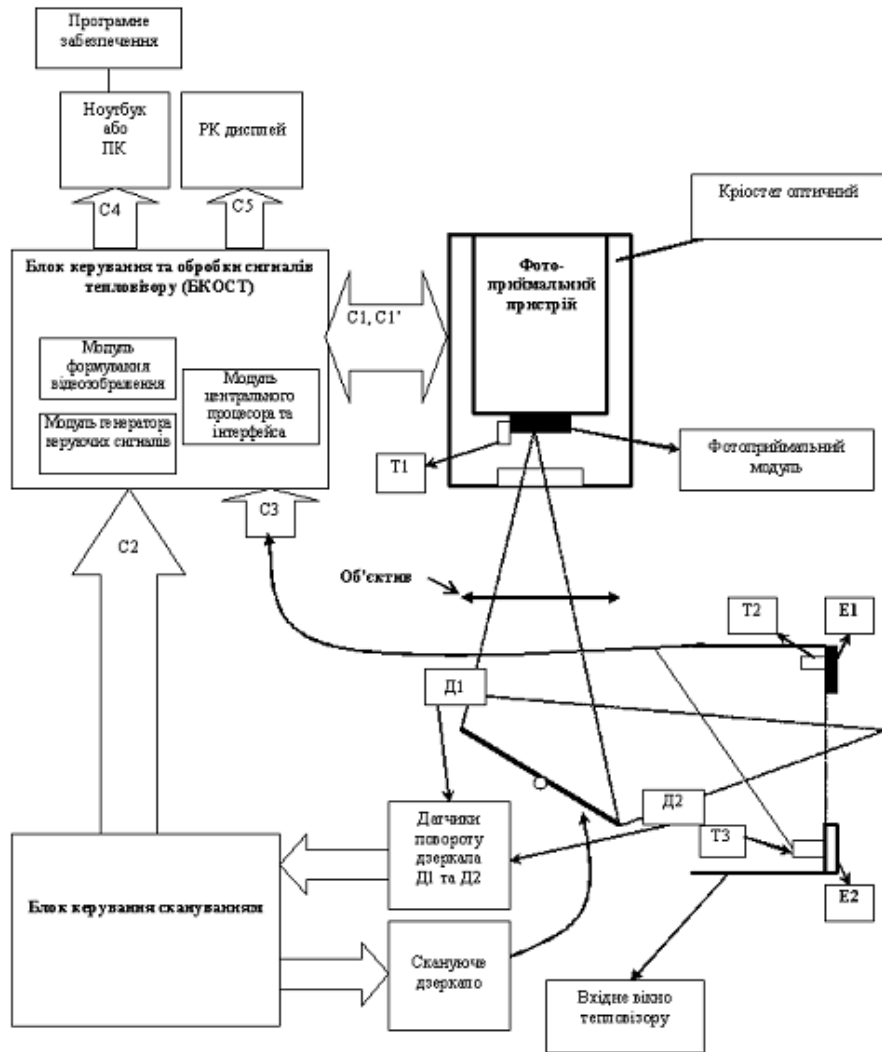 Програмне
забезпечення
Ноутбук
або
ПК
РК дисплей
С4
С5
Кріостат оптичний
Блок керування та обробки сигналів
тепловізору (БКОСТ)
Фото-
приймальний
пристрій
С1, С1’
Модуль
формування
відеозображення
Модуль
центрального
процесора та
інтерфейса
Модуль генератора
керуючих сигналів
Т1
Фотоприймальний
модуль
С3
С2
Об'єктив
Т2
Е1
Д1
Д2
Т3
Датчики
повороту
дзеркала
Д1 та Д2
Е2
Блок керування скануванням
Скануюче
дзеркало
Вхідне вікно
тепловізору